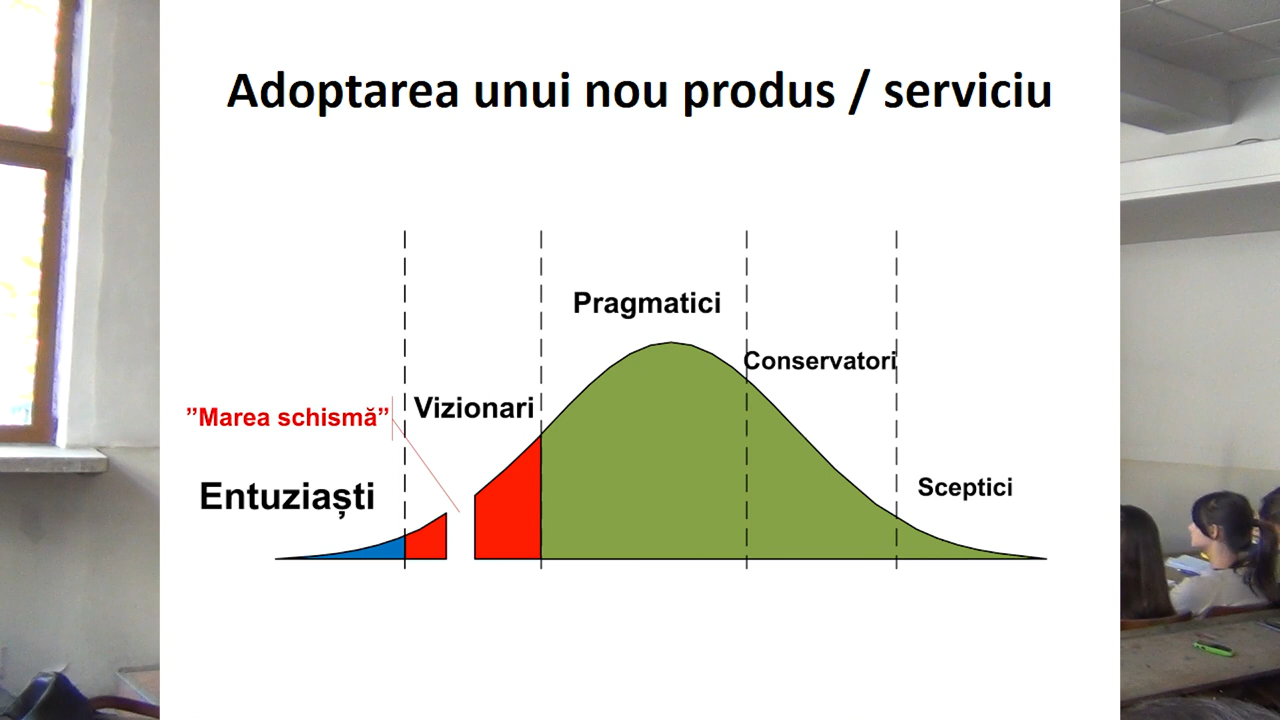 Adoptarea unui nou produs / serviciu
Pragmatici
Conservatori
Vizionari
”Marea schismă”
Sceptici
Entuziaști